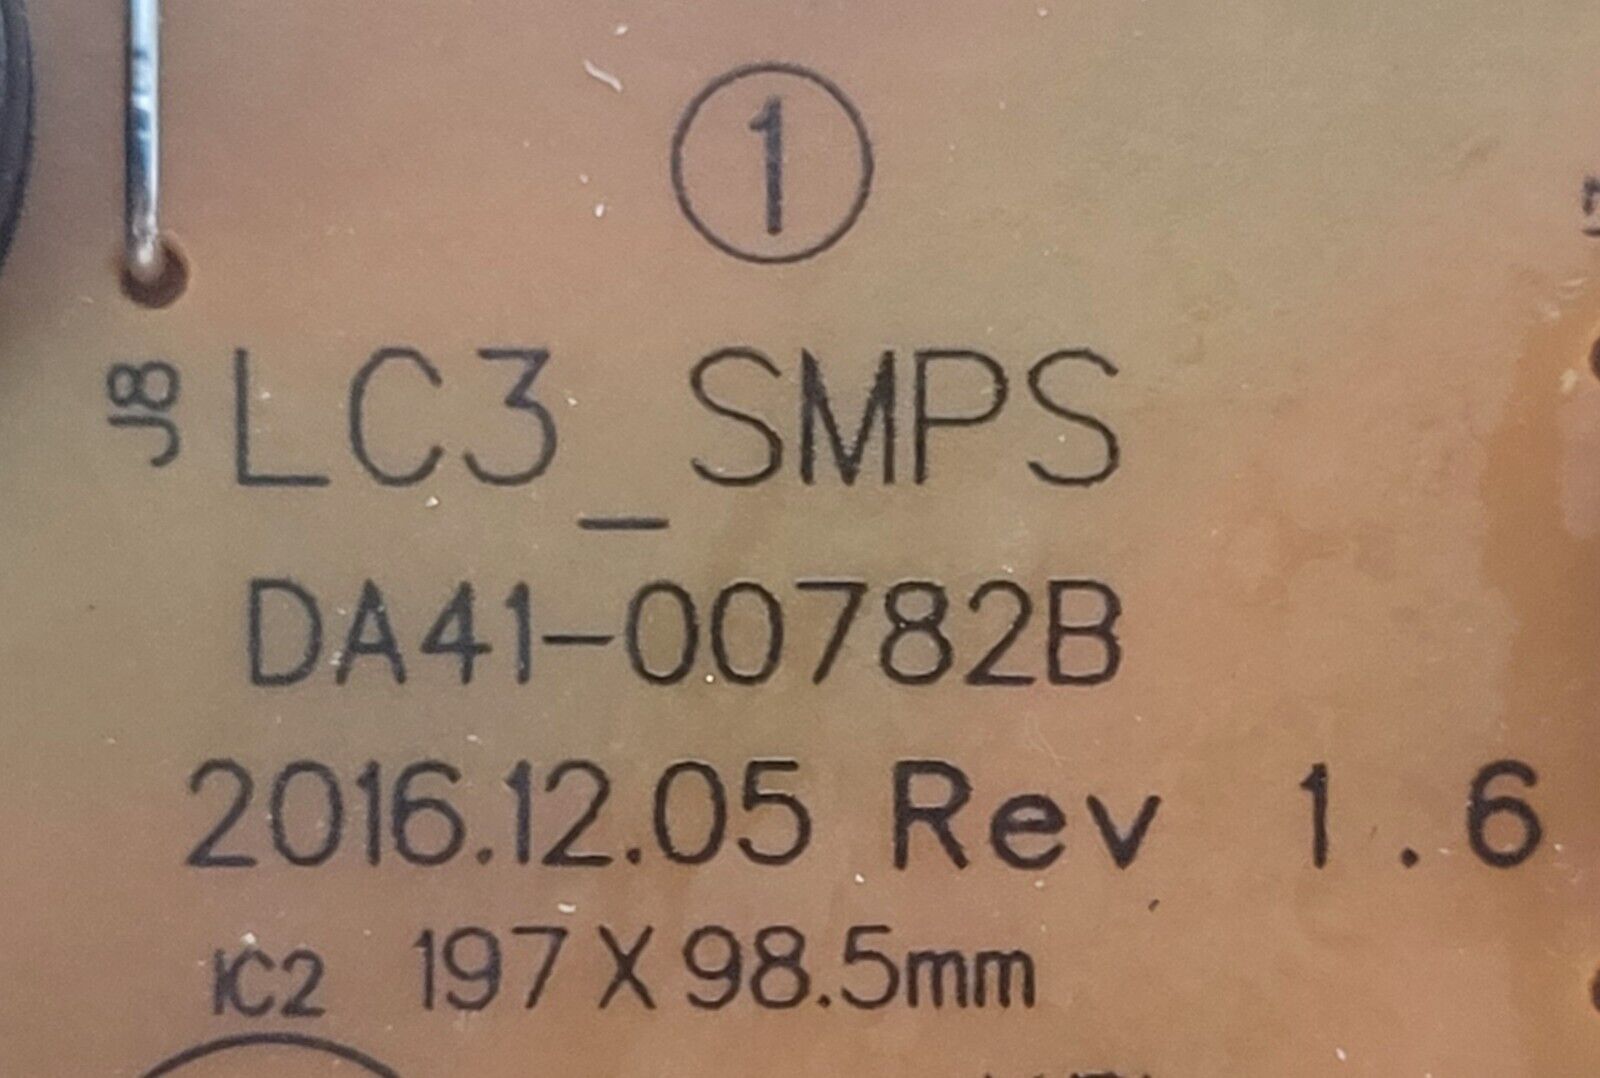 1
J8
LC3_SMPS
DA41-00782B
2016.12.05 Rev 1.6
IC2 197 X 98.5mm